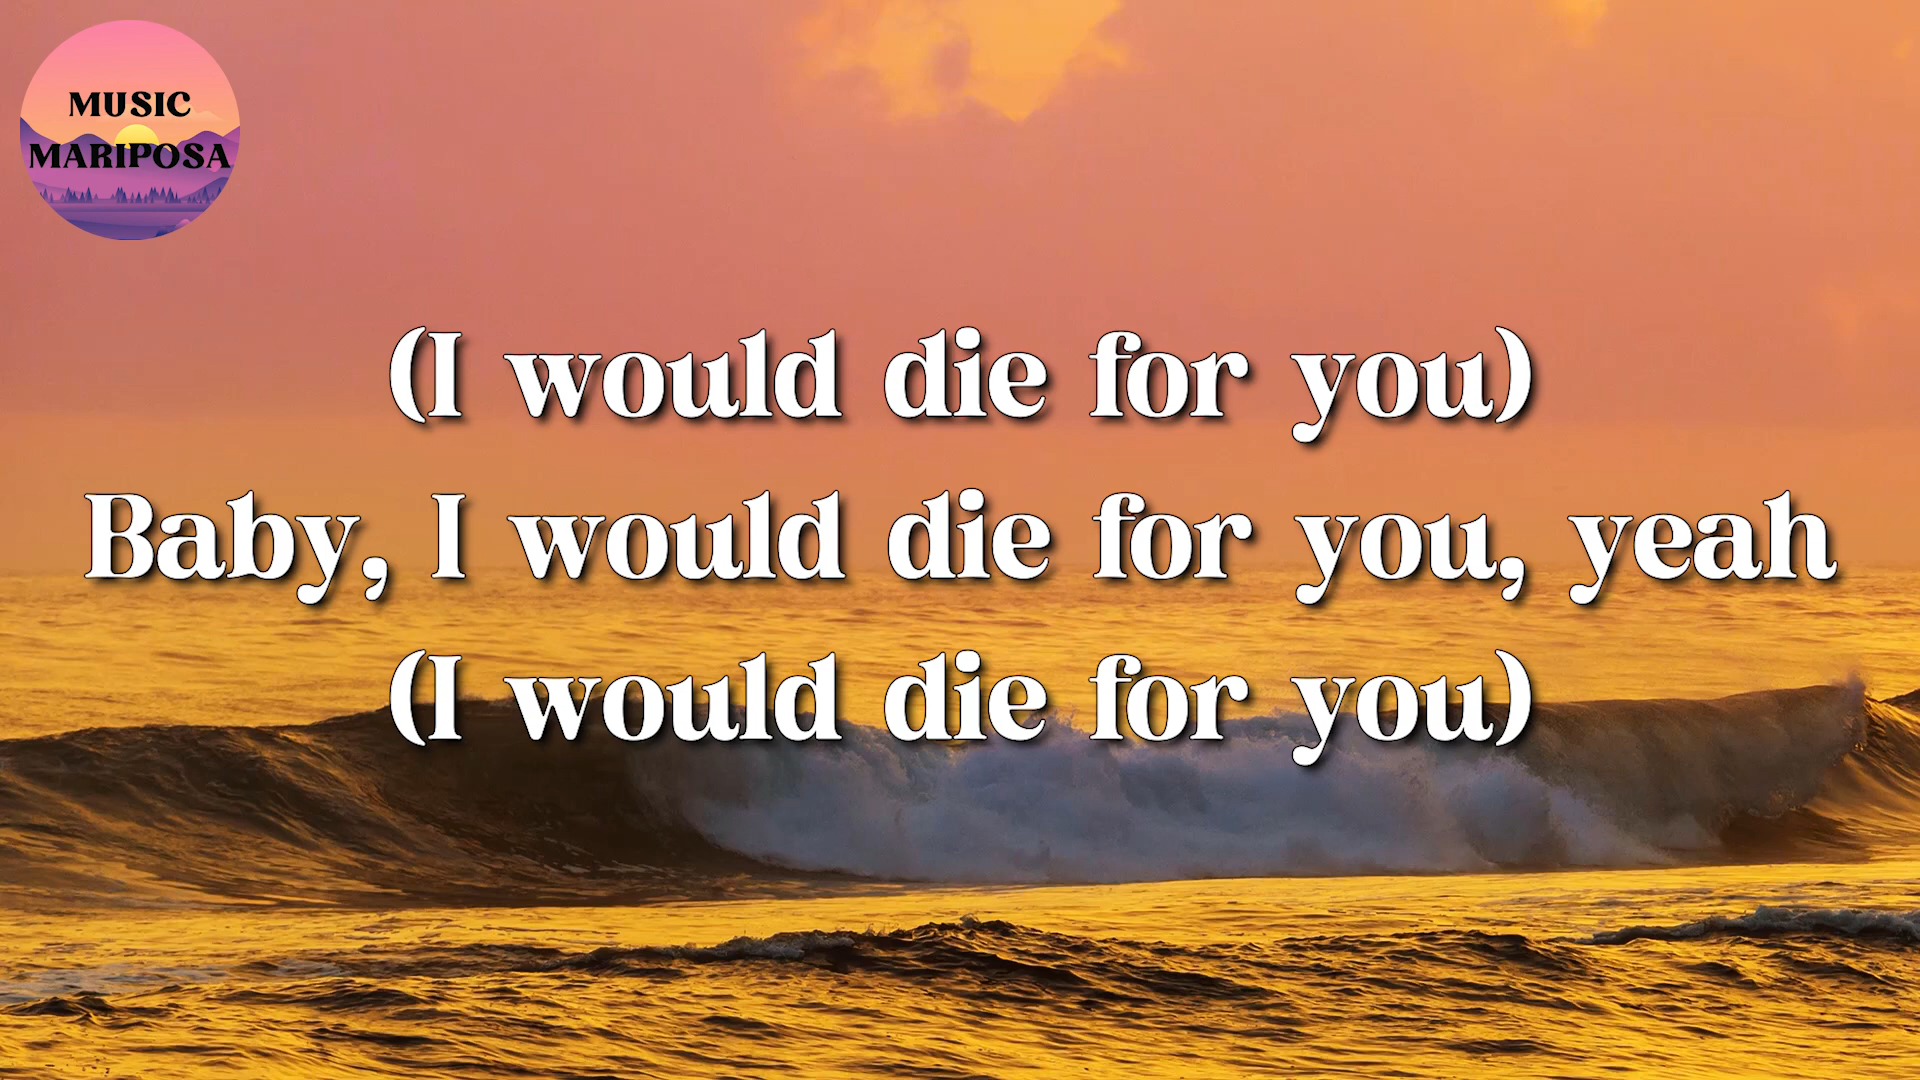 MUSIC
MARIPOSA
(I would die for you)
Baby, I would die for you, yeah
(I would die for you)